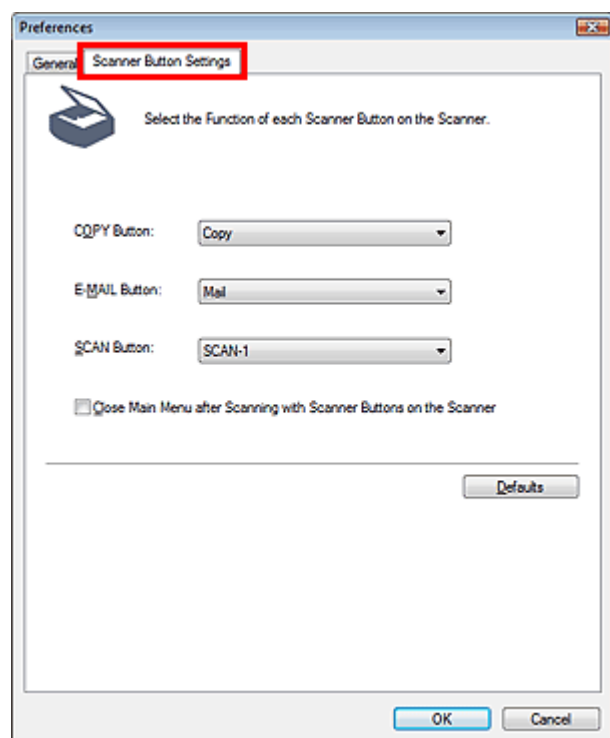 Preferences
General
Scanner Button Settings
Select the Function of each Scanner Button on the Scanner.
COPY Button: Copy
E-MAIL Button: Mail
SCAN Button: SCAN-1
Close Main Menu after Scanning with Scanner Buttons on the Scanner
Defaults
OK Cancel